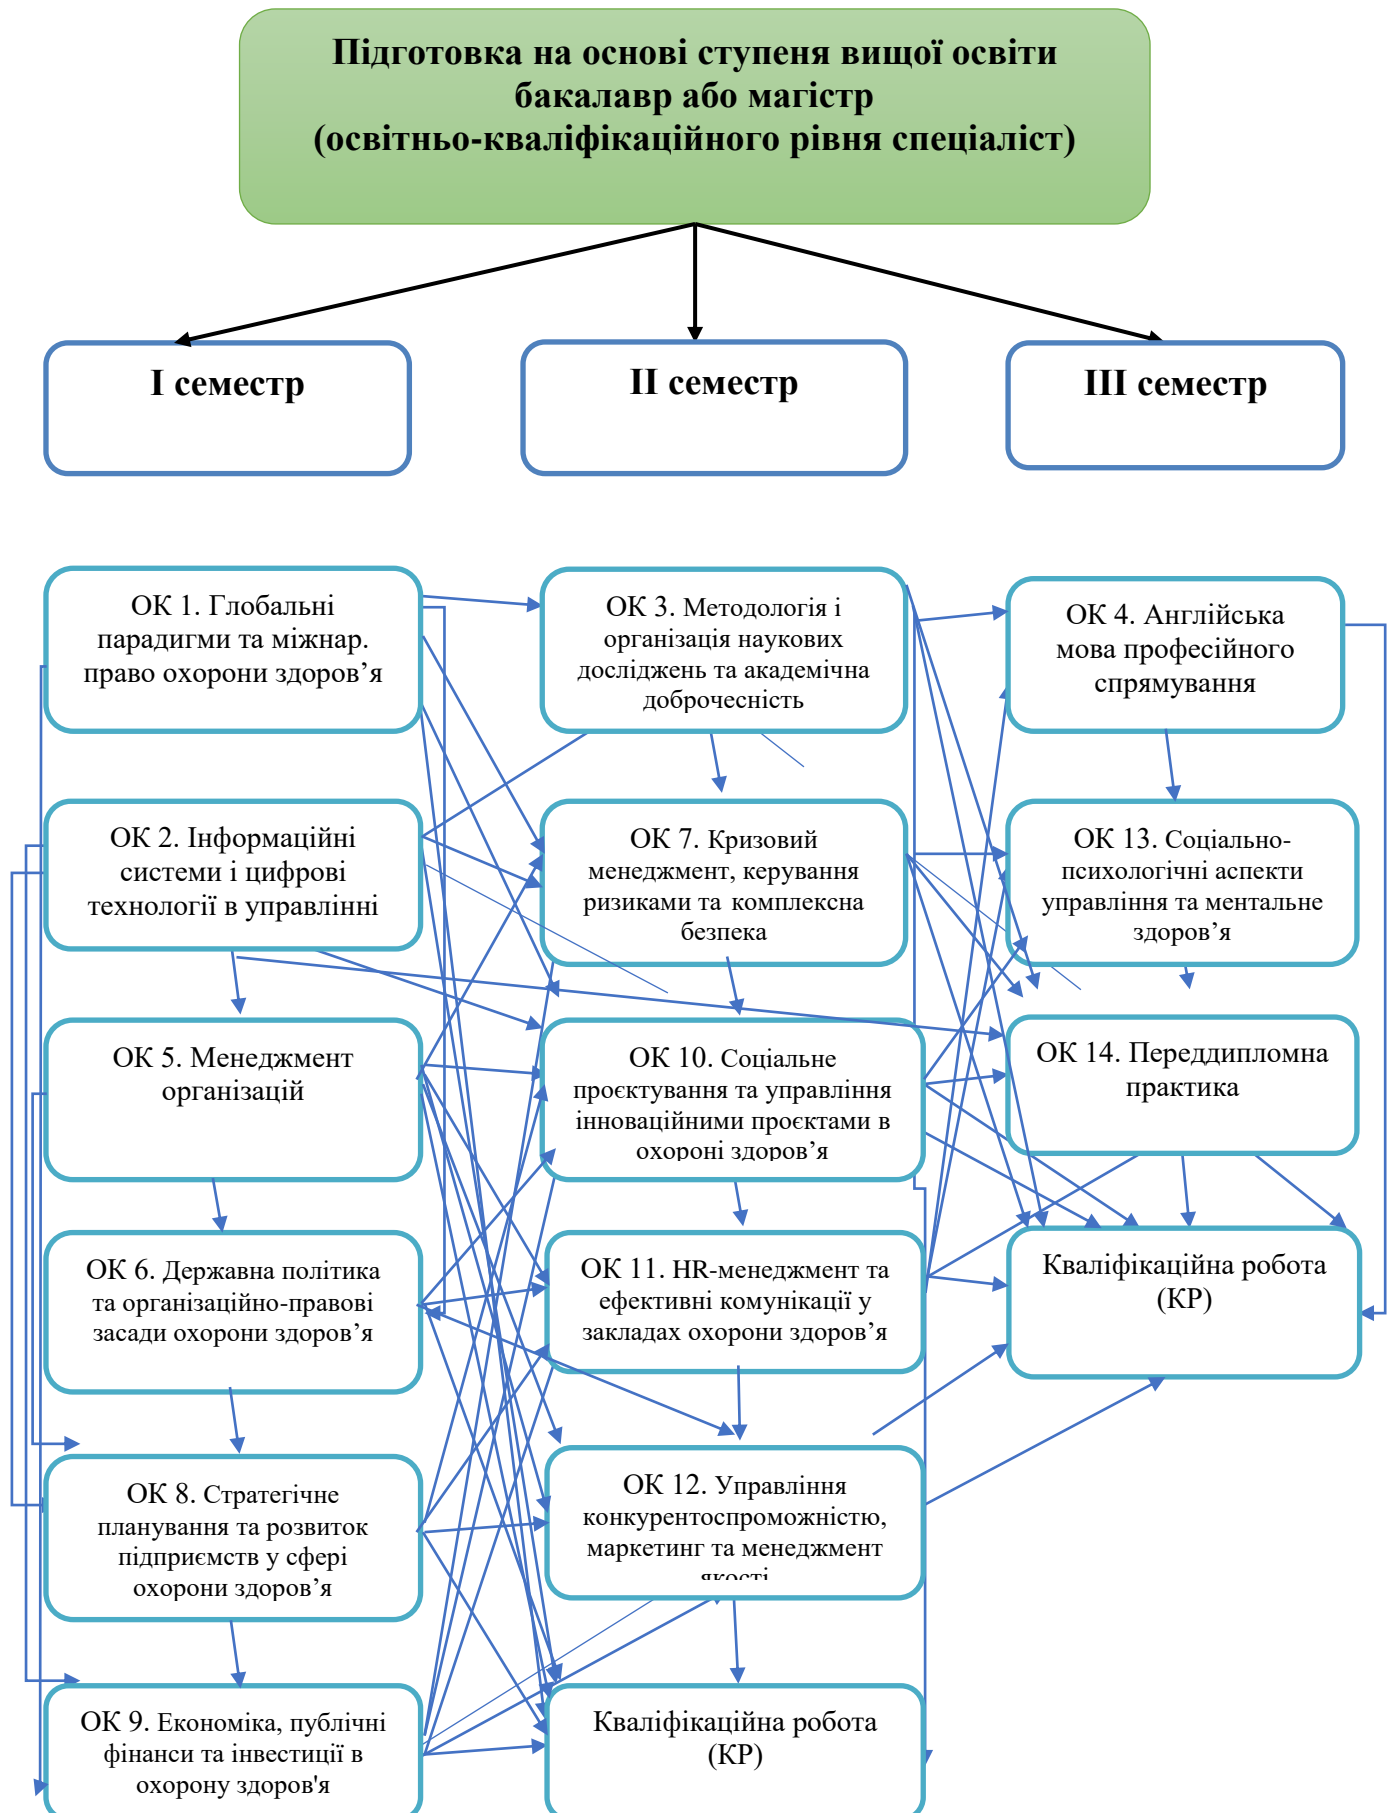 Підготовка на основі ступеня вищої освіти
бакалавр або магістр
(освітньо-кваліфікаційного рівня спеціаліст)
І семестр
ІІ семестр
ІІІ семестр
ОК 1. Глобальні
парадигми та міжнар.
право охорони здоров’я
ОК 2. Інформаційні
системи і цифрові
технології в управлінні
ОК 5. Менеджмент
організацій
ОК 6. Державна політика
та організаційно-правові
засади охорони здоров’я
ОК 8. Стратегічне
планування та розвиток
підприємств у сфері
охорони здоров’я
ОК 9. Економіка, публічні
фінанси та інвестиції в
охорону здоров'я
ОК 3. Методологія і
організація наукових
досліджень та академічна
доброчесність
ОК 7. Кризовий
менеджмент, керування
ризиками та комплексна
безпека
ОК 10. Соціальне
проєктування та управління
інноваційними проєктами в
охороні здоров’я
ОК 11. HR-менеджмент та
ефективні комунікації у
закладах охорони здоров’я
ОК 12. Управління
конкурентоспроможністю,
маркетинг та менеджмент
якості
Кваліфікаційна робота
(КР)
ОК 4. Англійська
мова професійного
спрямування
ОК 13. Соціально-
психологічні аспекти
управління та ментальне
здоров’я
ОК 14. Переддипломна
практика
Кваліфікаційна робота
(КР)